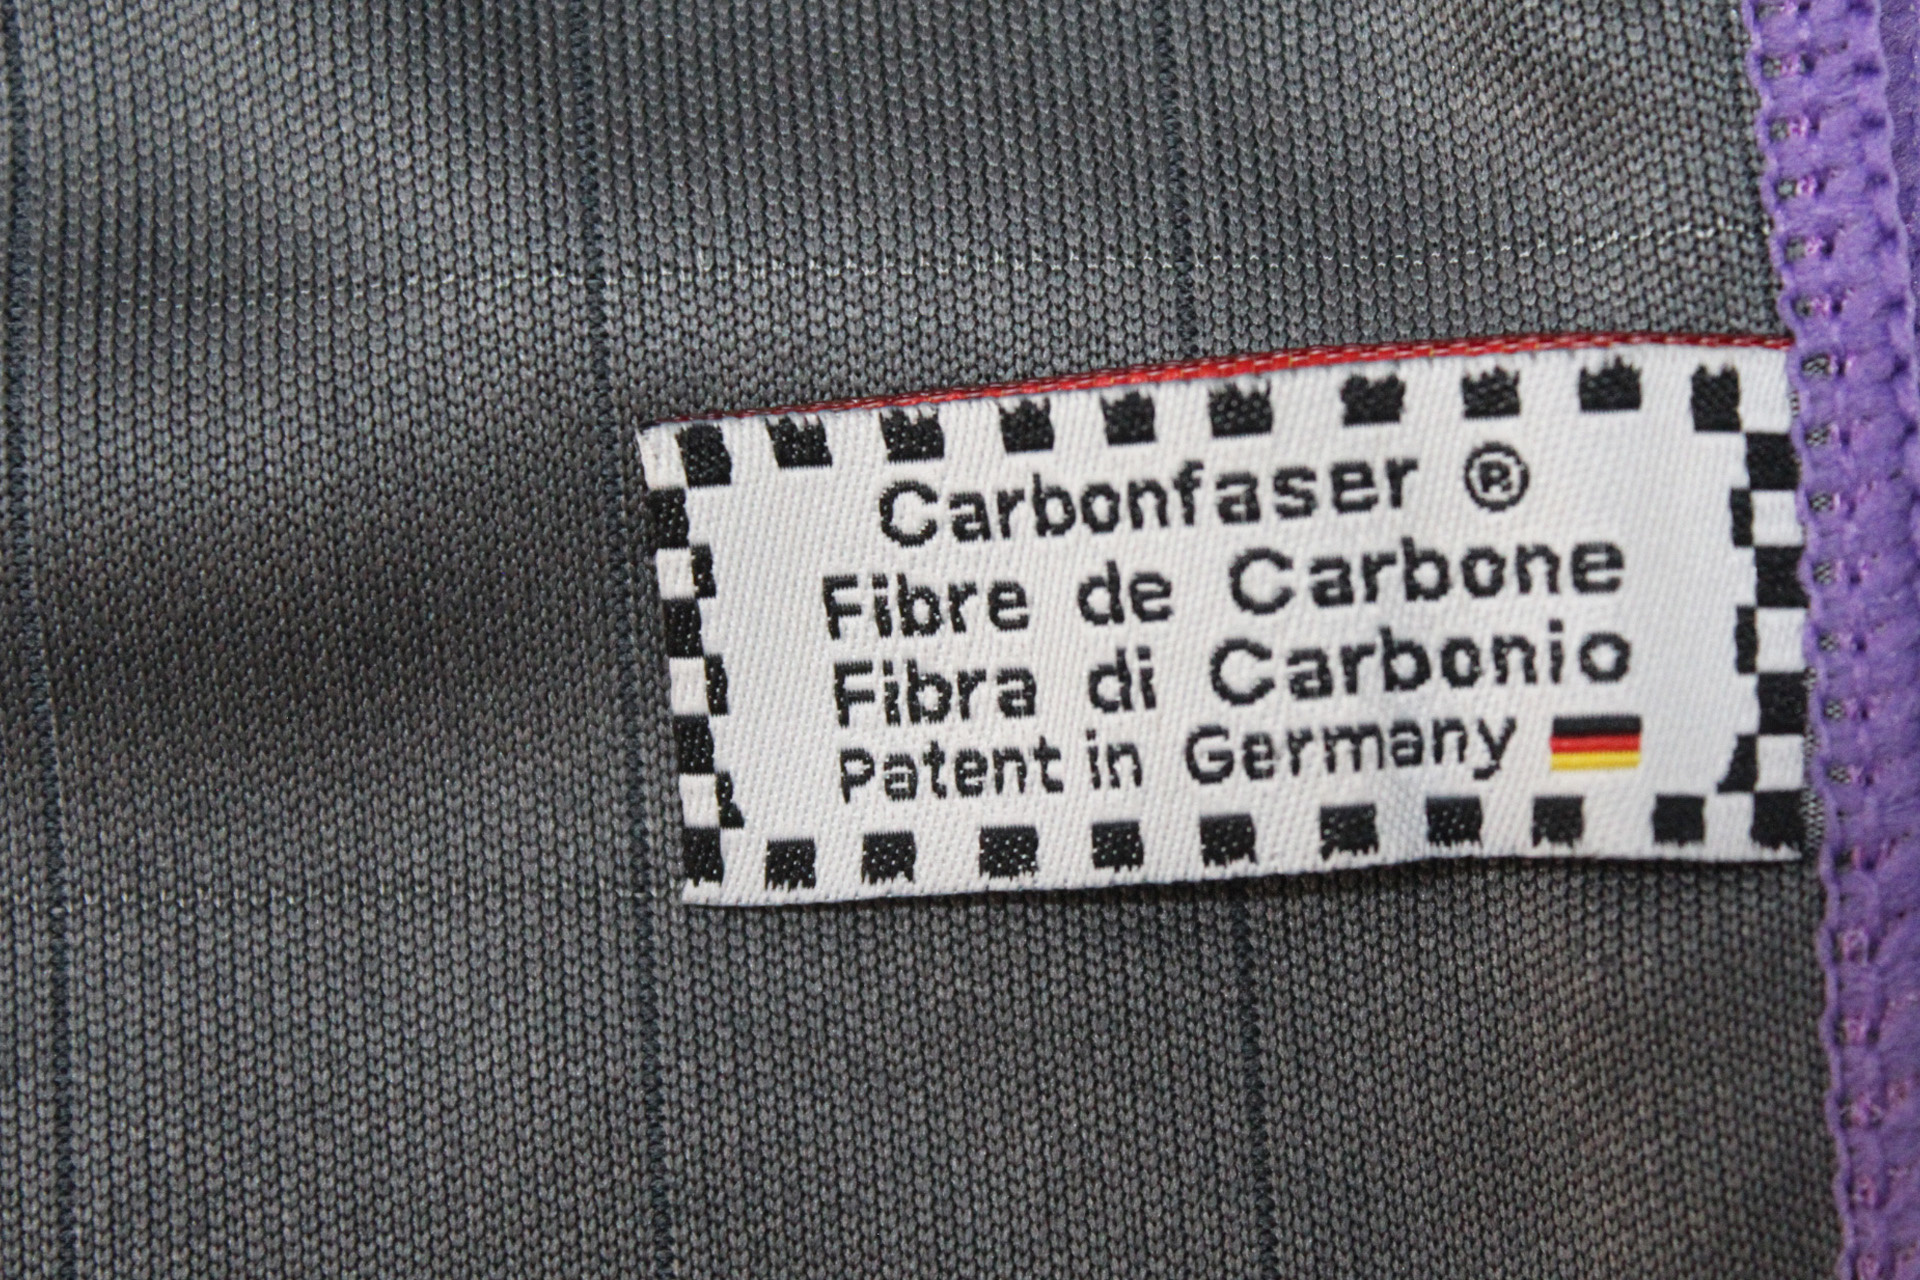 Carbonfaser ®
Fibre de Carbone
Fibra di Carbonio
Patent in Germany